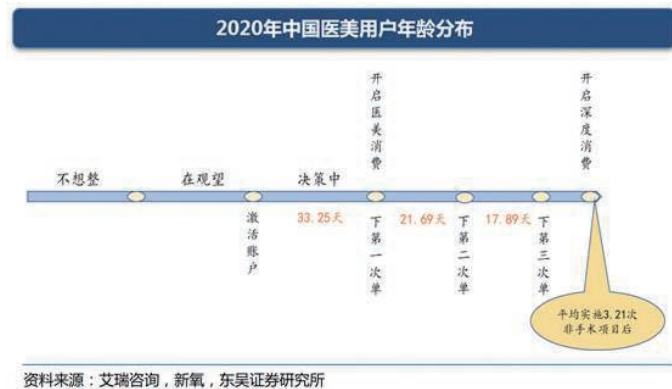 2020年中国医美用户年龄分布
开启医美消费
开启深度消费
不想整
在观望
决策中
激活账户
33.25天
下第一次单
21.69天
下第二次单
17.89天
下第三次单
平均实施3.21次
非手术项目后
资料来源：艾瑞咨询，新氧，东吴证券研究所